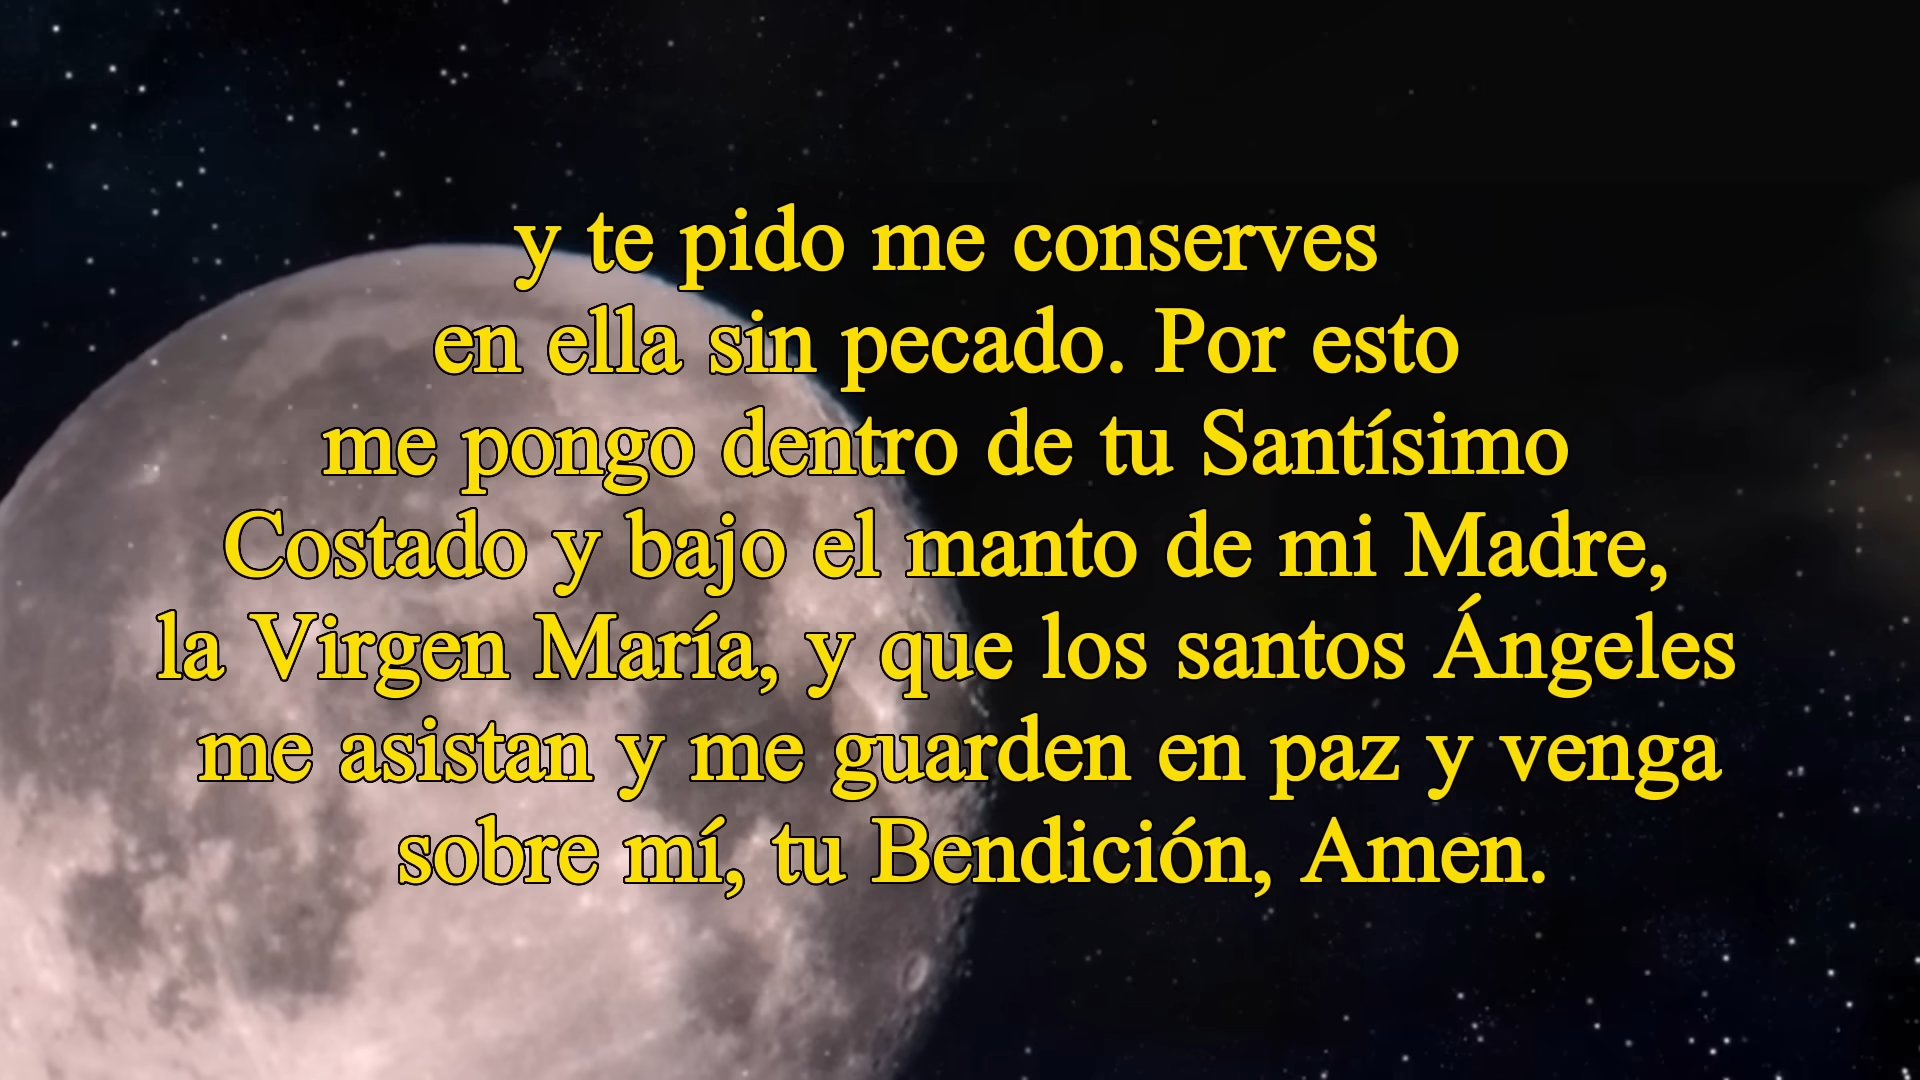 y te pido me conserves
en ella sin pecado. Por esto
me pongo dentro de tu Santísimo
Costado y bajo el manto de mi Madre,
la Virgen María, y que los santos Ángeles
me asistan y me guarden en paz y venga
sobre mí, tu Bendición, Amen.